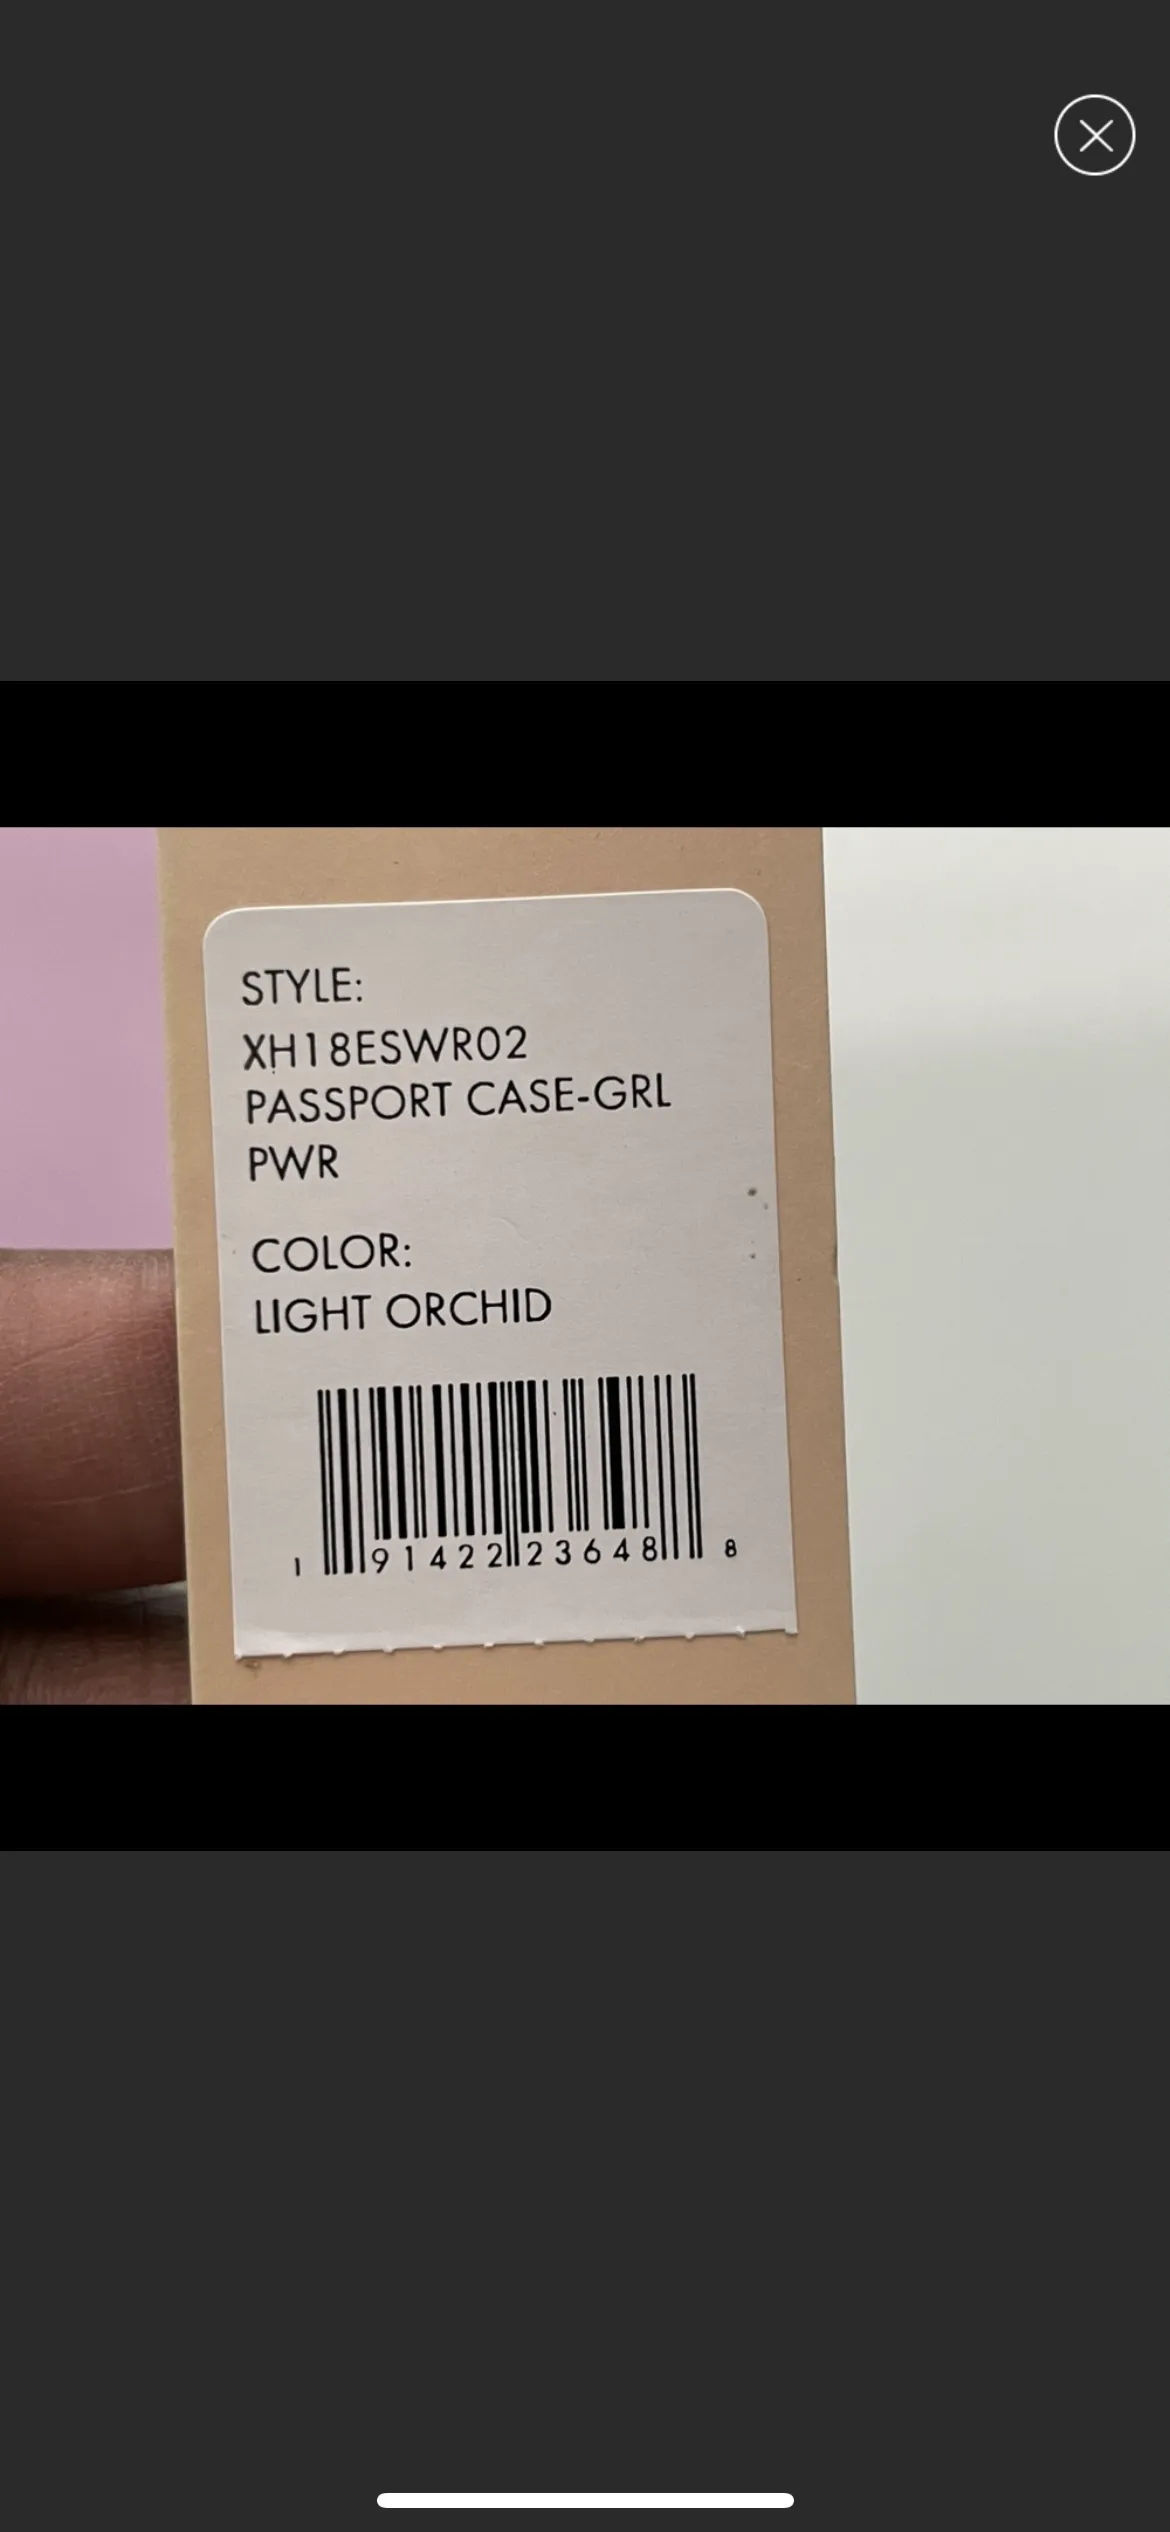 STYLE:
XH18ESWR02
PASSPORT CASE-GRL
PWR
COLOR:
LIGHT ORCHID
1 91422 23648 8